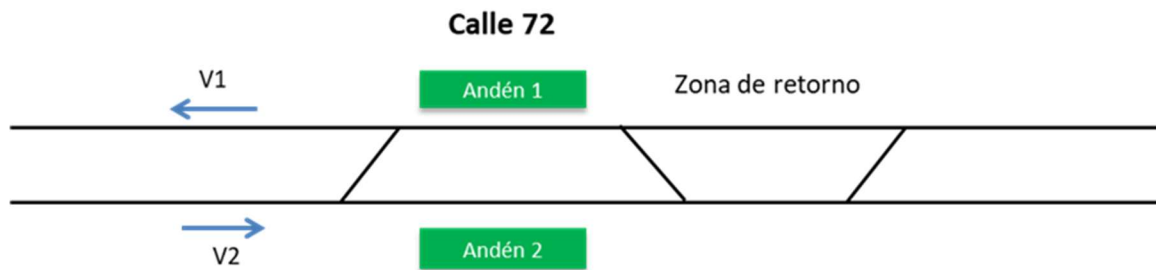 Calle 72
V1
Andén 1
Zona de retorno
V2
Andén 2